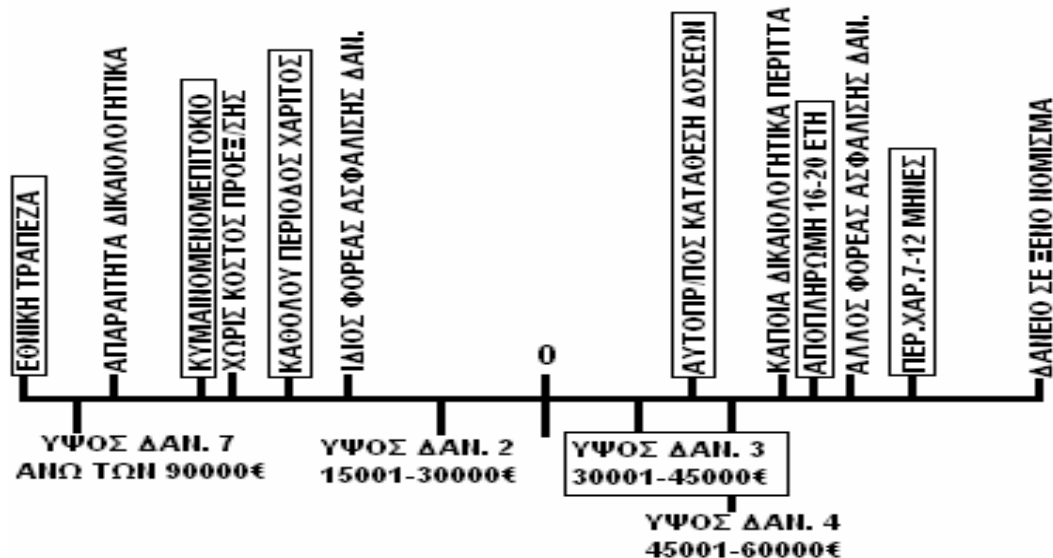 ΕΘΝΙΚΗ ΤΡΑΠΕΖΑ
ΑΠΑΡΑΙΤΗΤΑ ΔΙΚΑΙΟΛΟΓΗΤΙΚΑ
ΚΥΜΑΙΝΟΜΕΝΟΜΕΠΙΤΟΚΙΟ
ΧΩΡΙΣ ΚΟΣΤΟΣ ΠΡΟΕΞ/ΣΗΣ
ΚΑΘΟΛΟΥ ΠΕΡΙΟΔΟΣ ΧΑΡΙΤΟΣ
ΙΔΙΟΣ ΦΟΡΕΑΣ ΑΣΦΑΛΙΣΗΣ ΔΑΝ.
0
ΑΥΤΟΠΡ/ΠΟΣ ΚΑΤΑΘΕΣΗ ΔΟΣΕΩΝ
ΚΑΠΟΙΑ ΔΙΚΑΙΟΛΟΓΗΤΙΚΑ ΠΕΡΙΤΤΑ
ΑΠΟΠΛΗΡΩΜΗ 16-20 ΕΤΗ
ΑΛΛΟΣ ΦΟΡΕΑΣ ΑΣΦΑΛΙΣΗΣ ΔΑΝ.
ΠΕΡ.ΧΑΡ.7-12 ΜΗΝΕΣ
ΔΑΝΕΙΟ ΣΕ ΞΕΝΟ ΝΟΜΙΣΜΑ
ΥΨΟΣ ΔΑΝ. 7
ΑΝΩ ΤΩΝ 90000€
ΥΨΟΣ ΔΑΝ. 2
15001-30000€
ΥΨΟΣ ΔΑΝ. 3
30001-45000€
ΥΨΟΣ ΔΑΝ. 4
45001-60000€